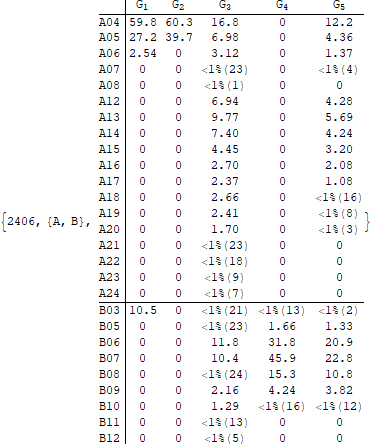 G₁ G₂ G₃ G₄ G₅
A04 59.8 60.3 16.8 0 12.2
A05 27.2 39.7 6.98 0 4.36
A06 2.54 0 3.12 0 1.37
A07 0 0 <1%(23) 0 <1%(4)
A08 0 0 <1%(1) 0 0
A12 0 0 6.94 0 4.28
A13 0 0 9.77 0 5.69
A14 0 0 7.40 0 4.24
A15 0 0 4.45 0 3.20
A16 0 0 2.70 0 2.08
A17 0 0 2.37 0 1.08
A18 0 0 2.66 0 <1%(16)
{2406, {A, B}, A19 0 0 2.41 0 <1%(8) }
A20 0 0 1.70 0 <1%(3)
A21 0 0 <1%(23) 0 0
A22 0 0 <1%(18) 0 0
A23 0 0 <1%(9) 0 0
A24 0 0 <1%(7) 0 0
B03 10.5 0 <1%(21) <1%(13) <1%(2)
B05 0 0 <1%(23) 1.66 1.33
B06 0 0 11.8 31.8 20.9
B07 0 0 10.4 45.9 22.8
B08 0 0 <1%(24) 15.3 10.8
B09 0 0 2.16 4.24 3.82
B10 0 0 1.29 <1%(16) <1%(12)
B11 0 0 <1%(13) 0 0
B12 0 0 <1%(5) 0 0